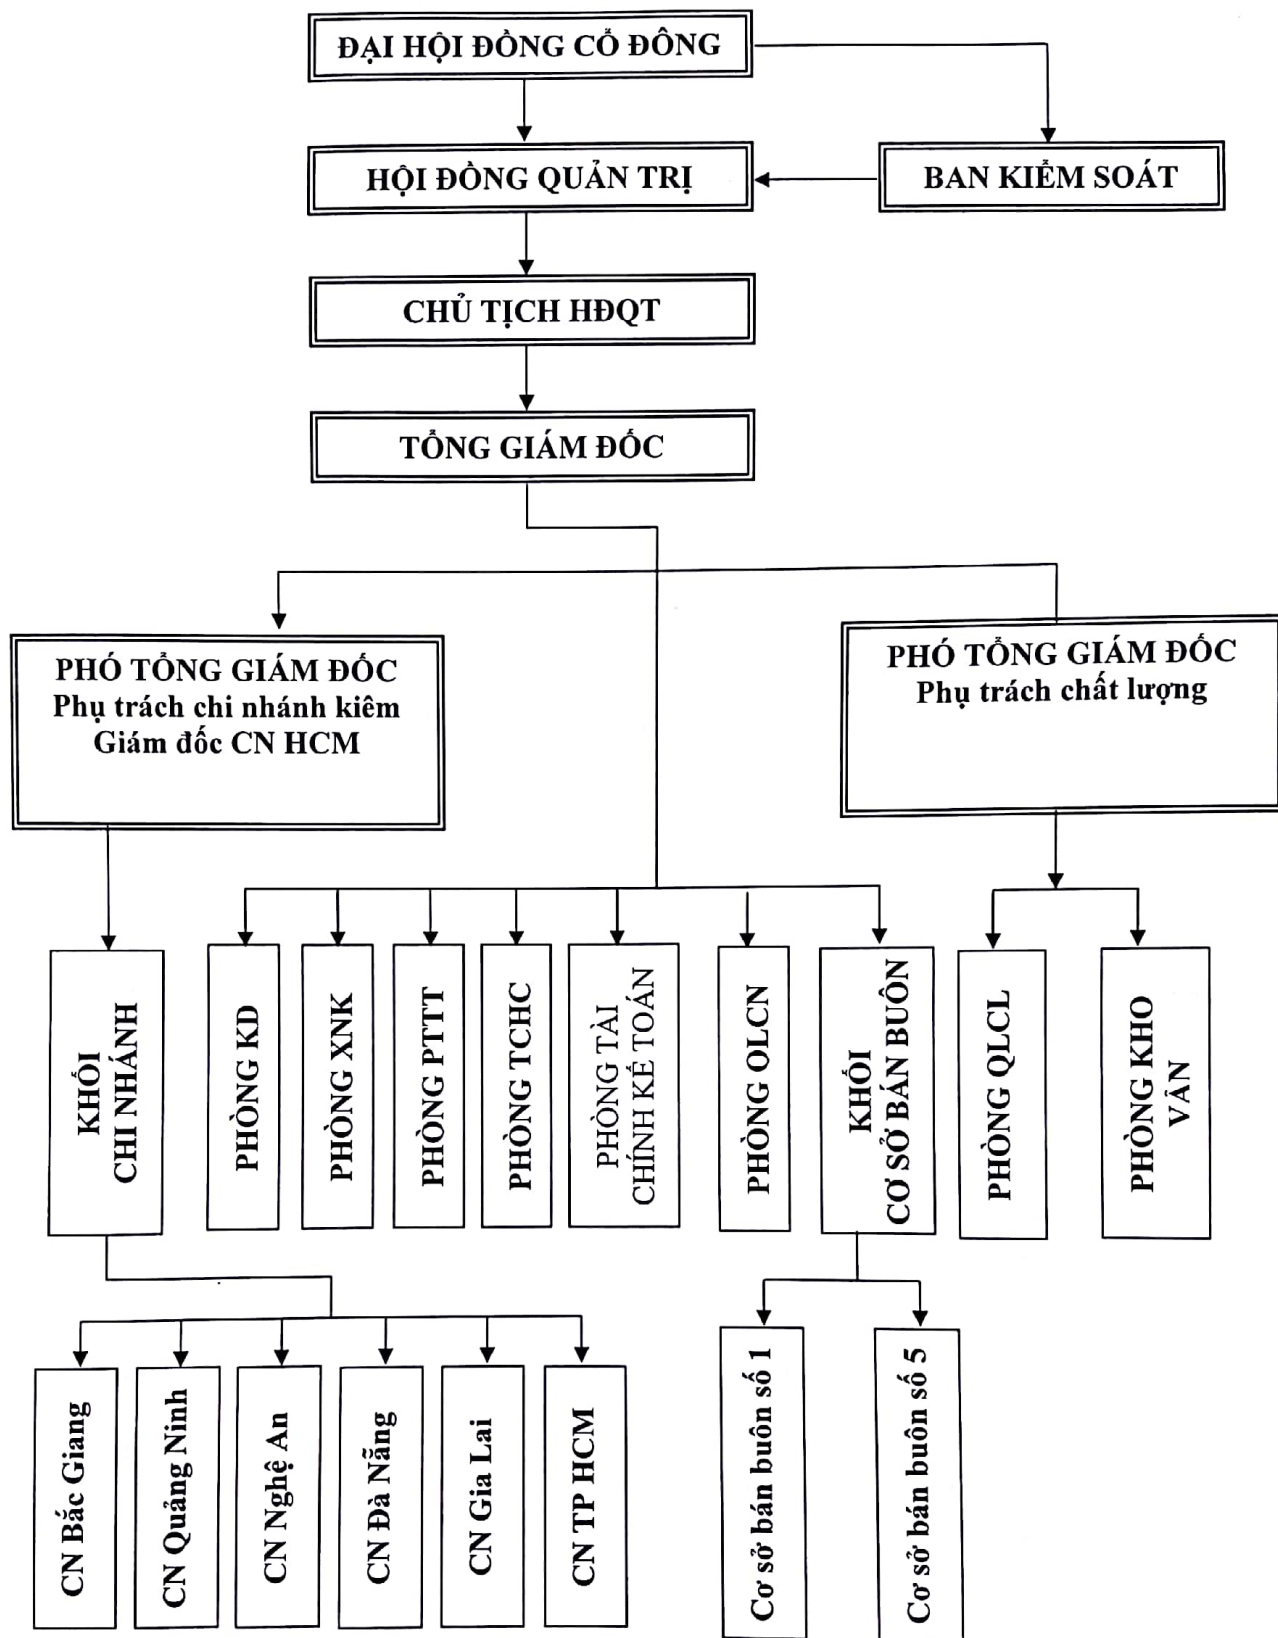 ĐẠI HỘI ĐỒNG CỔ ĐÔNG
HỘI ĐỒNG QUẢN TRỊ
BAN KIỂM SOÁT
CHỦ TỊCH HĐQT
TỔNG GIÁM ĐỐC
PHÓ TỔNG GIÁM ĐỐC
Phụ trách chi nhánh kiêm
Giám đốc CN HCM
PHÓ TỔNG GIÁM ĐỐC
Phụ trách chất lượng
KHỐI
CHI NHÁNH
PHÒNG KD
PHÒNG XNK
PHÒNG PTTT
PHÒNG TCHC
PHÒNG TÀI
CHÍNH KẾ TOÁN
PHÒNG QLCN
KHỐI
CƠ SỞ BÁN BUÔN
PHÒNG QLCL
PHÒNG KHO
VẬN
CN Bắc Giang
CN Quảng Ninh
CN Nghệ An
CN Đà Nẵng
CN Gia Lai
CN TP HCM
Cơ sở bán buôn số 1
Cơ sở bán buôn số 5